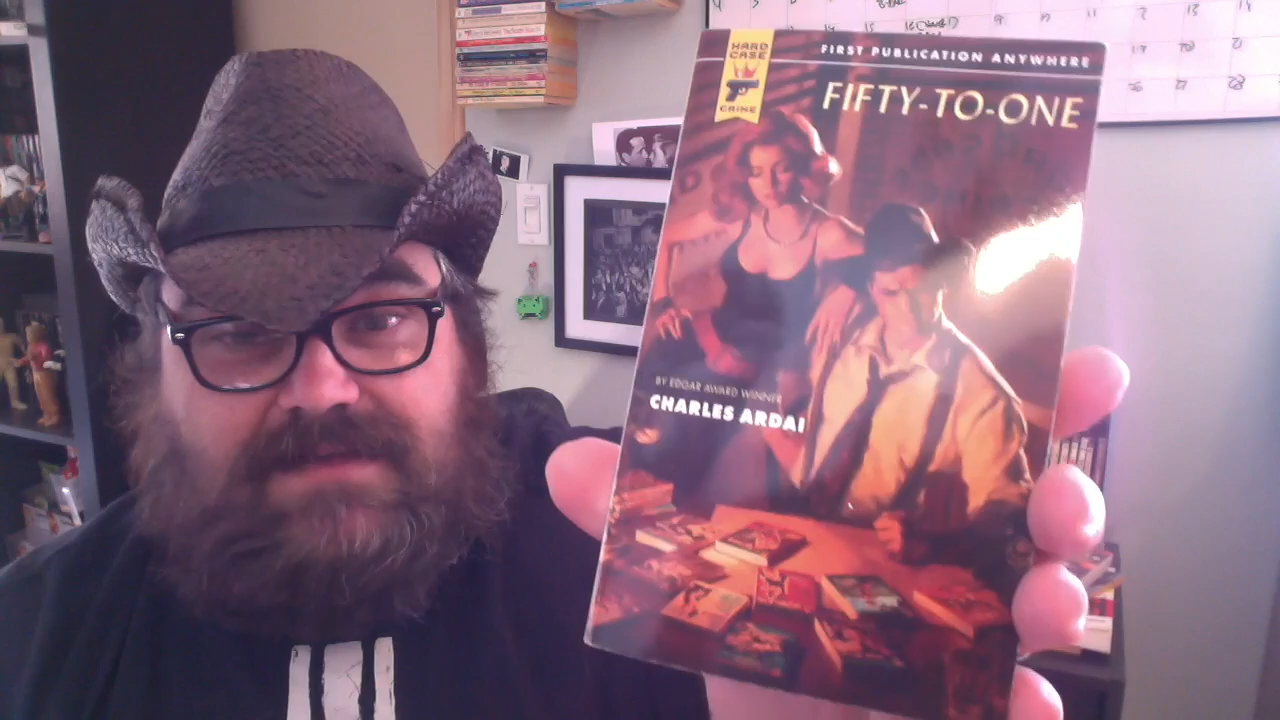 HARD
CASE
CRIME
FIRST PUBLICATION ANYWHERE
FIFTY-TO-ONE
BY EDGAR AWARD WINNER
CHARLES ARDAI